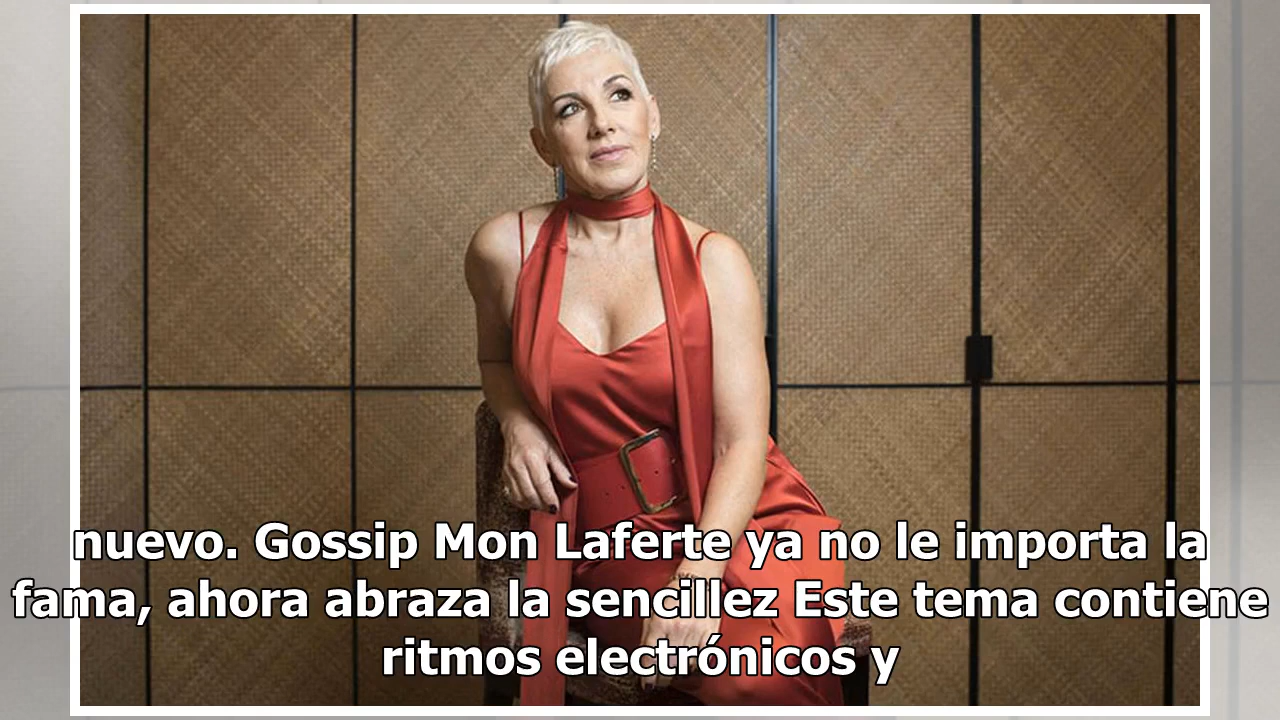 nuevo. Gossip Mon Laferte ya no le importa la
fama, ahora abraza la sencillez Este tema contiene
ritmos electrónicos y